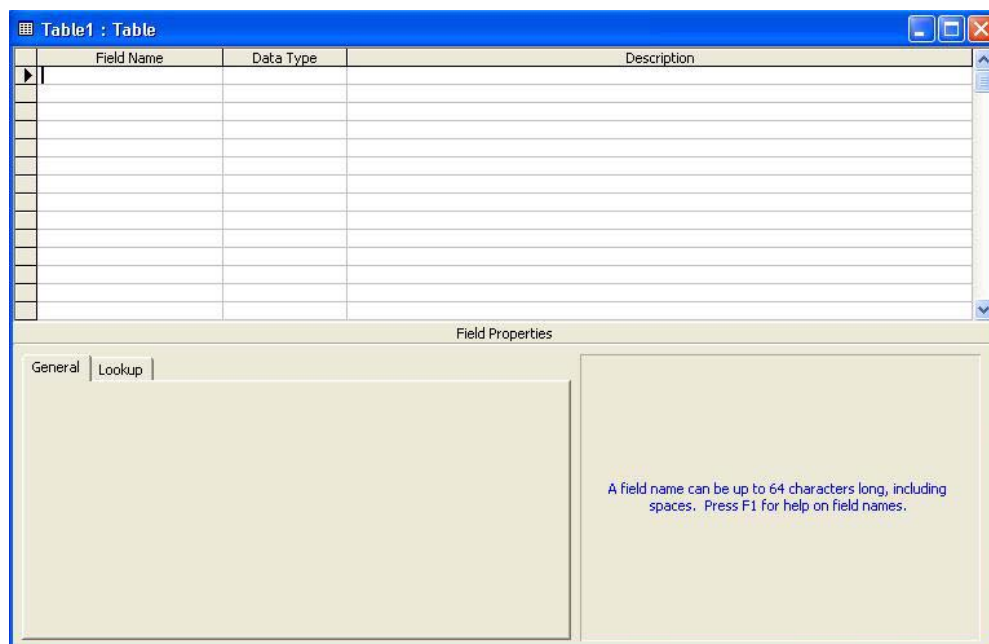 Table1 : Table
Field Name Data Type Description
Field Properties
General Lookup
A field name can be up to 64 characters long, including
spaces. Press F1 for help on field names.